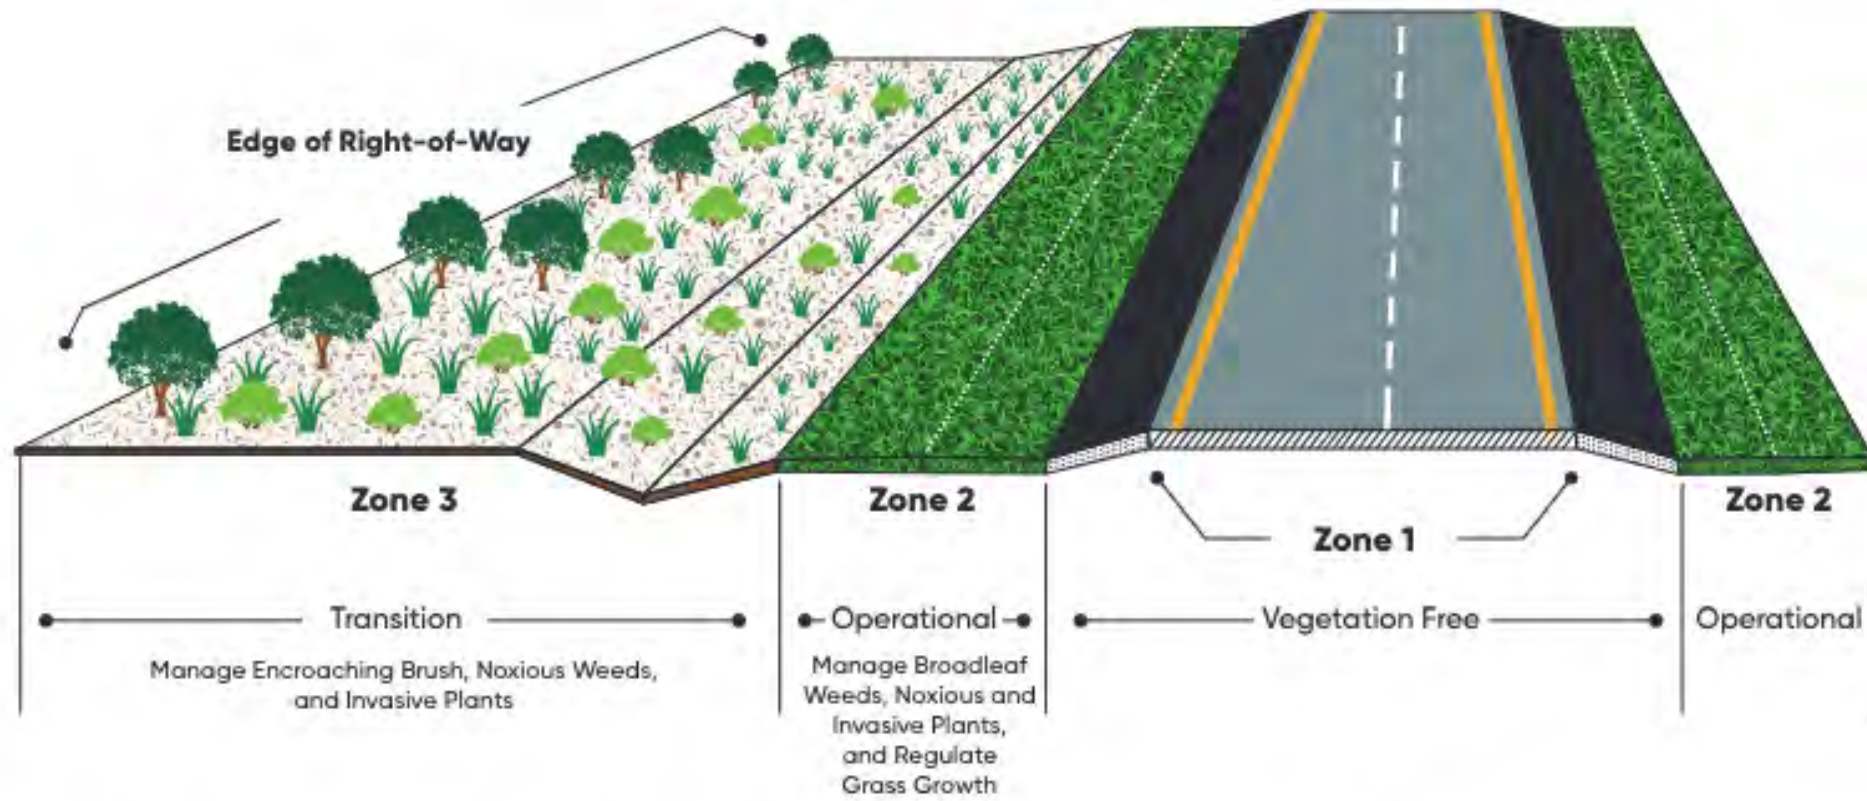 Edge of Right-of-Way
Zone 3
Zone 2
Zone 1
Zone 2
Transition
Operational
Vegetation Free
Operational
Manage Encroaching Brush, Noxious Weeds,
and Invasive Plants
Manage Broadleaf
Weeds, Noxious and
Invasive Plants,
and Regulate
Grass Growth